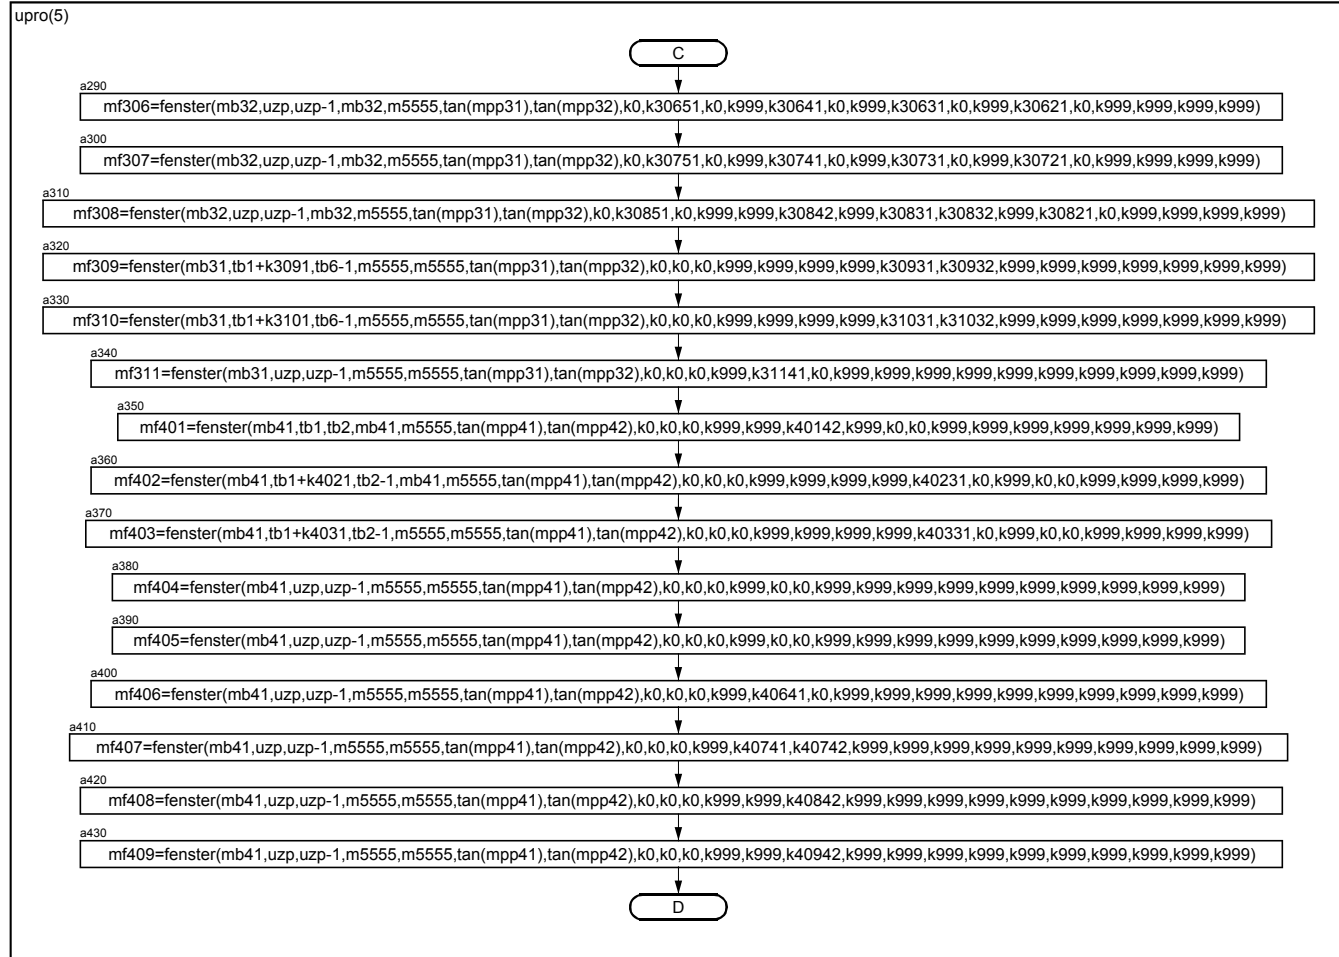 upro(5)
C
a290
mf306=fenster(mb32,uzp,uzp-1,mb32,m5555,tan(mpp31),tan(mpp32),k0,k30651,k0,k999,k30641,k0,k999,k30631,k0,k999,k30621,k0,k999,k999,k999,k999)
a300
mf307=fenster(mb32,uzp,uzp-1,mb32,m5555,tan(mpp31),tan(mpp32),k0,k30751,k0,k999,k30741,k0,k999,k30731,k0,k999,k30721,k0,k999,k999,k999,k999)
a310
mf308=fenster(mb32,uzp,uzp-1,mb32,m5555,tan(mpp31),tan(mpp32),k0,k30851,k0,k999,k999,k30842,k999,k30831,k30832,k999,k30821,k0,k999,k999,k999,k999)
a320
mf309=fenster(mb31,tb1+k3091,tb6-1,m5555,m5555,tan(mpp31),tan(mpp32),k0,k0,k0,k999,k999,k999,k999,k30931,k30932,k999,k999,k999,k999,k999,k999,k999)
a330
mf310=fenster(mb31,tb1+k3101,tb6-1,m5555,m5555,tan(mpp31),tan(mpp32),k0,k0,k0,k999,k999,k999,k999,k31031,k31032,k999,k999,k999,k999,k999,k999,k999)
a340
mf311=fenster(mb31,uzp,uzp-1,m5555,m5555,tan(mpp31),tan(mpp32),k0,k0,k0,k999,k31141,k0,k999,k999,k999,k999,k999,k999,k999,k999,k999,k999)
a350
mf401=fenster(mb41,tb1,tb2,mb41,m5555,tan(mpp41),tan(mpp42),k0,k0,k0,k999,k999,k40142,k999,k0,k0,k999,k999,k999,k999,k999,k999,k999)
a360
mf402=fenster(mb41,tb1+k4021,tb2-1,mb41,m5555,tan(mpp41),tan(mpp42),k0,k0,k0,k999,k999,k999,k999,k40231,k0,k999,k0,k0,k999,k999,k999,k999)
a370
mf403=fenster(mb41,tb1+k4031,tb2-1,m5555,m5555,tan(mpp41),tan(mpp42),k0,k0,k0,k999,k999,k999,k999,k40331,k0,k999,k0,k0,k999,k999,k999,k999)
a380
mf404=fenster(mb41,uzp,uzp-1,m5555,m5555,tan(mpp41),tan(mpp42),k0,k0,k0,k999,k0,k0,k999,k999,k999,k999,k999,k999,k999,k999,k999,k999)
a390
mf405=fenster(mb41,uzp,uzp-1,m5555,m5555,tan(mpp41),tan(mpp42),k0,k0,k0,k999,k0,k0,k999,k999,k999,k999,k999,k999,k999,k999,k999,k999)
a400
mf406=fenster(mb41,uzp,uzp-1,m5555,m5555,tan(mpp41),tan(mpp42),k0,k0,k0,k999,k40641,k0,k999,k999,k999,k999,k999,k999,k999,k999,k999,k999)
a410
mf407=fenster(mb41,uzp,uzp-1,m5555,m5555,tan(mpp41),tan(mpp42),k0,k0,k0,k999,k40741,k40742,k999,k999,k999,k999,k999,k999,k999,k999,k999,k999)
a420
mf408=fenster(mb41,uzp,uzp-1,m5555,m5555,tan(mpp41),tan(mpp42),k0,k0,k0,k999,k999,k40842,k999,k999,k999,k999,k999,k999,k999,k999,k999,k999)
a430
mf409=fenster(mb41,uzp,uzp-1,m5555,m5555,tan(mpp41),tan(mpp42),k0,k0,k0,k999,k999,k40942,k999,k999,k999,k999,k999,k999,k999,k999,k999,k999)
D